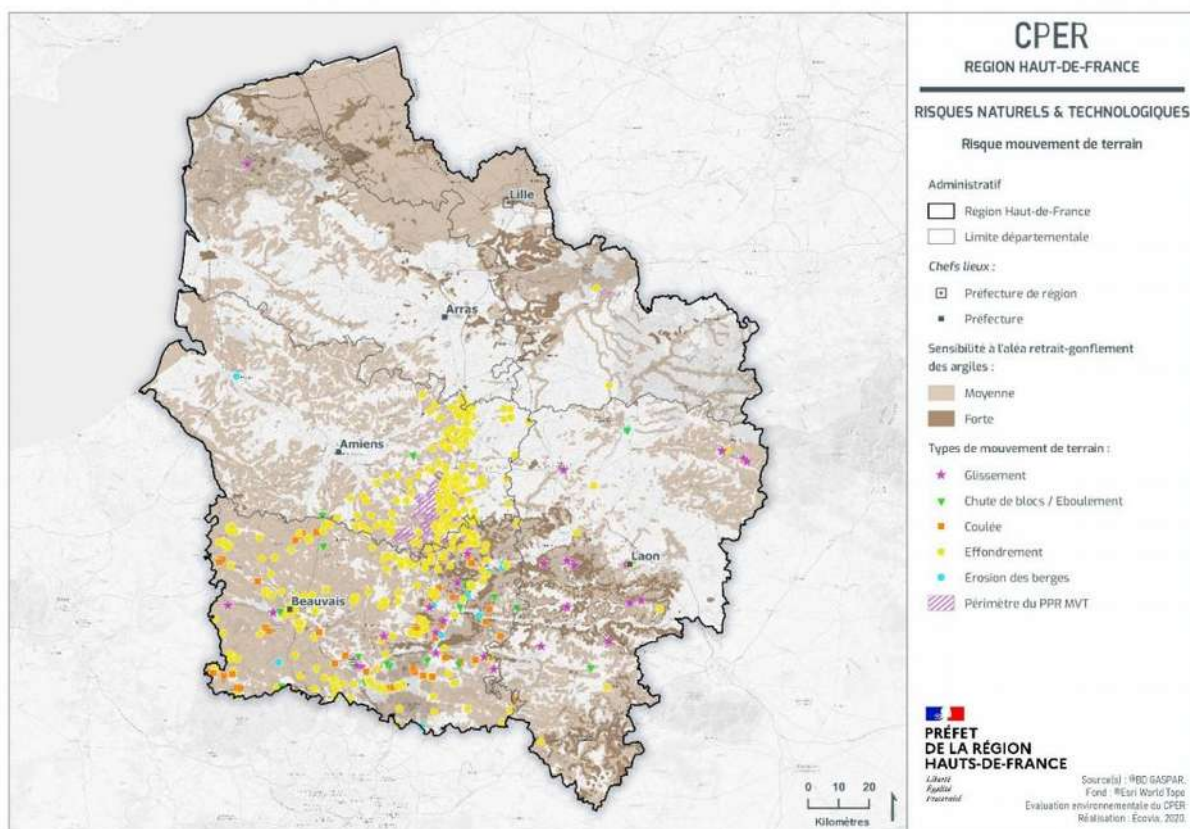 Lille
Arras
Amiens
Laon
Beauvais
0 10 20
Kilomètres
CPER
REGION HAUT-DE-FRANCE
RISQUES NATURELS & TECHNOLOGIQUES
Risque mouvement de terrain
Administratif
Région Haut-de-France
Limite départementale
Chefs lieux :
Préfecture de région
Préfecture
Sensibilité à l'aléa retrait-gonflement
des argiles :
Moyenne
Forte
Types de mouvement de terrain :
Glissement
Chute de blocs / Eboulement
Coulée
Effondrement
Erosion des berges
Périmètre du PPR MVT
PRÉFET
DE LA RÉGION
HAUTS-DE-FRANCE
Liberté
Égalité
Fraternité
Source(s) : ®BD GASPAR.
Fond : ®Esri World Topo
Evaluation environnementale du CPER
Réalisation : Écovia, 2020.